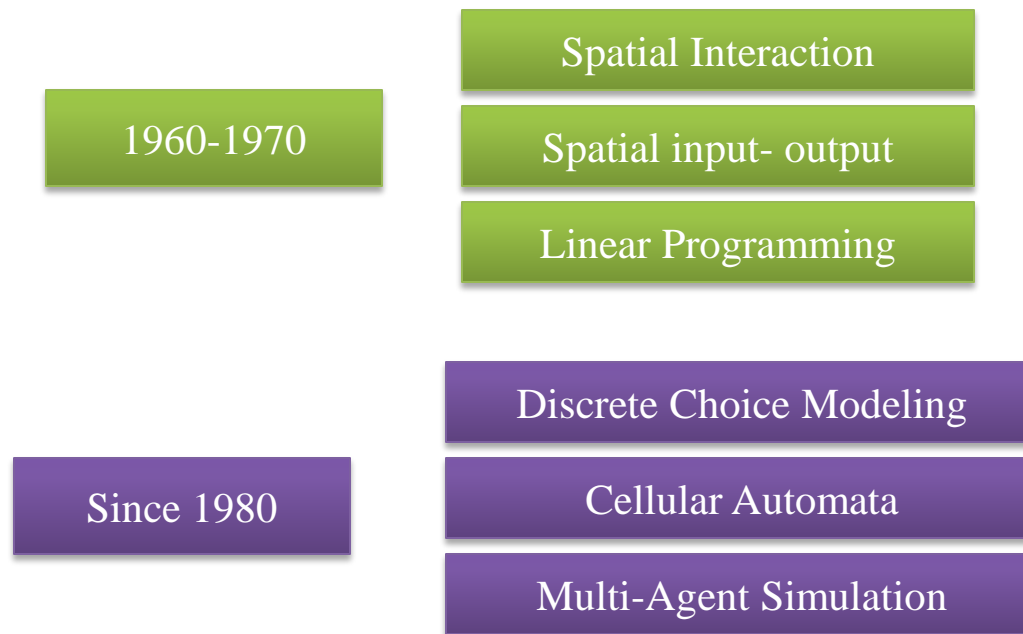 1960-1970
Spatial Interaction
Spatial input- output
Linear Programming
Since 1980
Discrete Choice Modeling
Cellular Automata
Multi-Agent Simulation